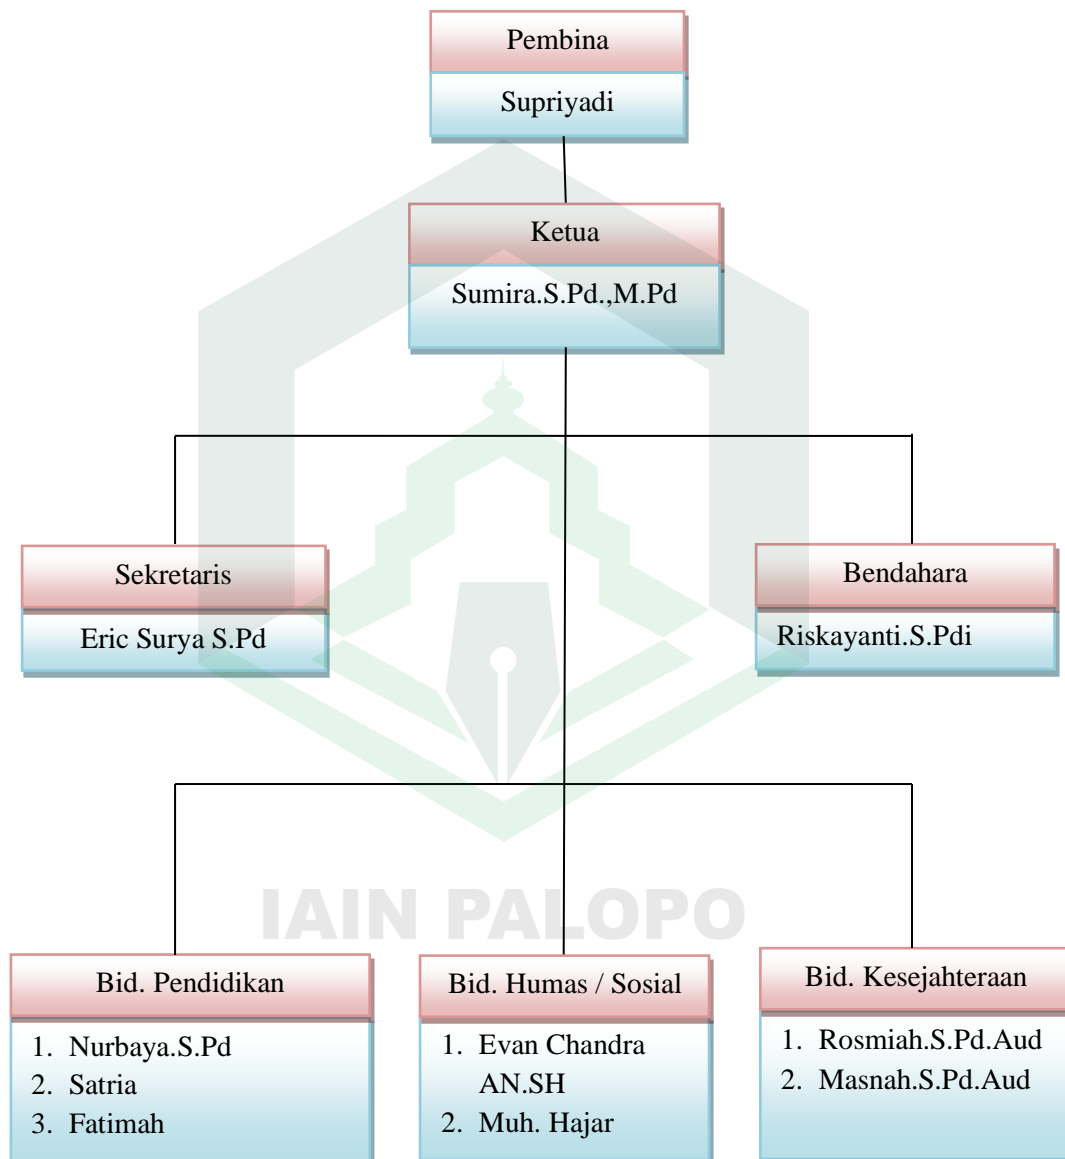 Pembina
Supriyadi
Ketua
Sumira.S.Pd.,M.Pd
Sekretaris
Eric Surya S.Pd
Bendahara
Riskayanti.S.Pdi
IAIN PALOPO
Bid. Pendidikan
1. Nurbaya.S.Pd
2. Satria
3. Fatimah
Bid. Humas / Sosial
1. Evan Chandra
AN.SH
2. Muh. Hajar
Bid. Kesejahteraan
1. Rosmiah.S.Pd.Aud
2. Masnah.S.Pd.Aud